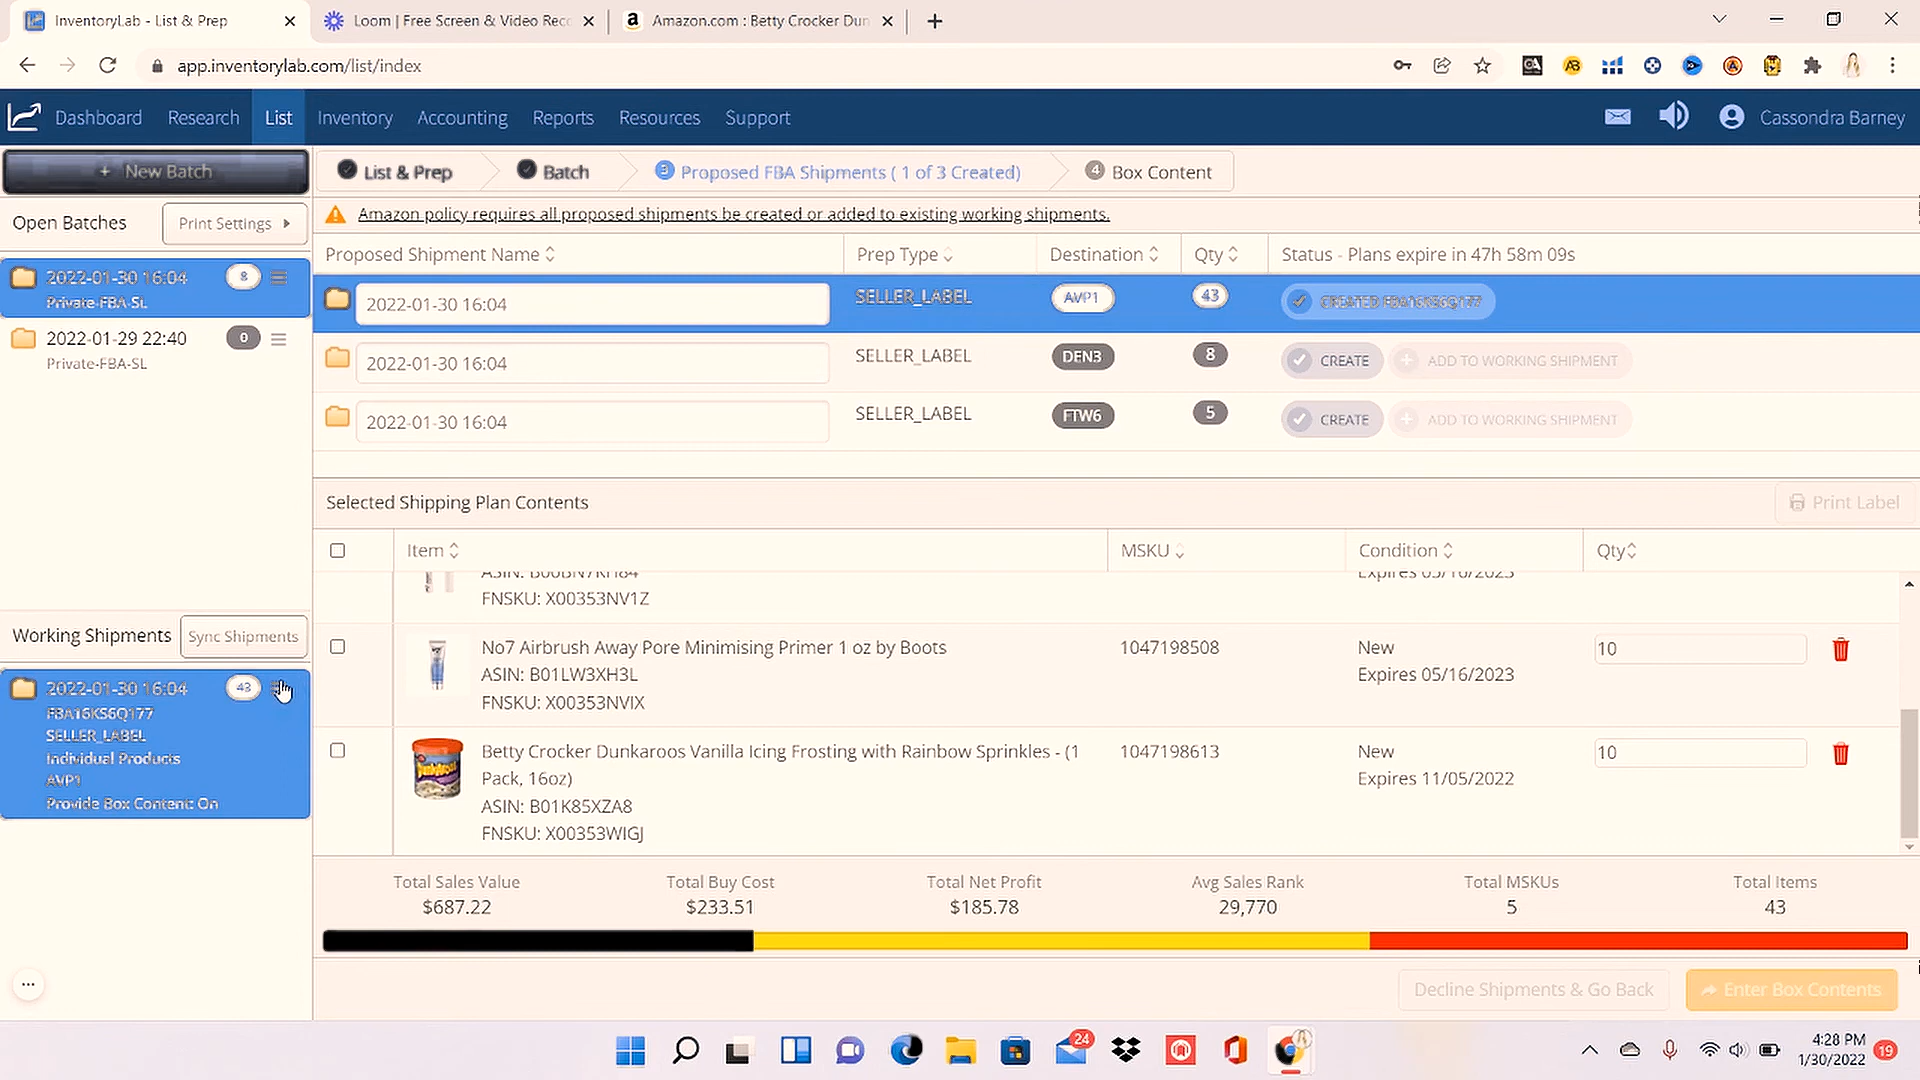 InventoryLab - List & Prep
Loom | Free Screen & Video Rec
Amazon.com : Betty Crocker Dun
app.inventorylab.com/list/index
Dashboard
Research
List
Inventory
Accounting
Reports
Resources
Support
Cassondra Barney
+ New Batch
List & Prep
Batch
3 Proposed FBA Shipments ( 1 of 3 Created)
4 Box Content
Open Batches
Print Settings
Amazon policy requires all proposed shipments be created or added to existing working shipments.
Proposed Shipment Name
Prep Type
Destination
Qty
Status - Plans expire in 47h 58m 09s
2022-01-30 16:04
8
Private-FBA-SL
2022-01-29 22:40
0
Private-FBA-SL
2022-01-30 16:04
SELLER_LABEL
AVP1
43
CREATED FBA16KS6Q177
2022-01-30 16:04
SELLER_LABEL
DEN3
8
CREATE
ADD TO WORKING SHIPMENT
2022-01-30 16:04
SELLER_LABEL
FTW6
5
CREATE
ADD TO WORKING SHIPMENT
Selected Shipping Plan Contents
Print Label
Item
MSKU
Condition
Qty
ASIN: B00BN7KH84
Expires 05/16/2023
FNSKU: X00353NV1Z
No7 Airbrush Away Pore Minimising Primer 1 oz by Boots
1047198508
New
10
ASIN: B01LW3XH3L
Expires 05/16/2023
FNSKU: X00353NVIX
Betty Crocker Dunkaroos Vanilla Icing Frosting with Rainbow Sprinkles - (1
Pack, 16oz)
1047198613
New
10
Expires 11/05/2022
ASIN: B01K85XZA8
FNSKU: X00353WIGJ
Working Shipments
Sync Shipments
2022-01-30 16:04
43
FBA16KS6Q177
SELLER_LABEL
Individual Products
AVP1
Provide Box Content: On
Total Sales Value
$687.22
Total Buy Cost
$233.51
Total Net Profit
$185.78
Avg Sales Rank
29,770
Total MSKUs
5
Total Items
43
Decline Shipments & Go Back
Enter Box Contents
24
4:28 PM
1/30/2022
19